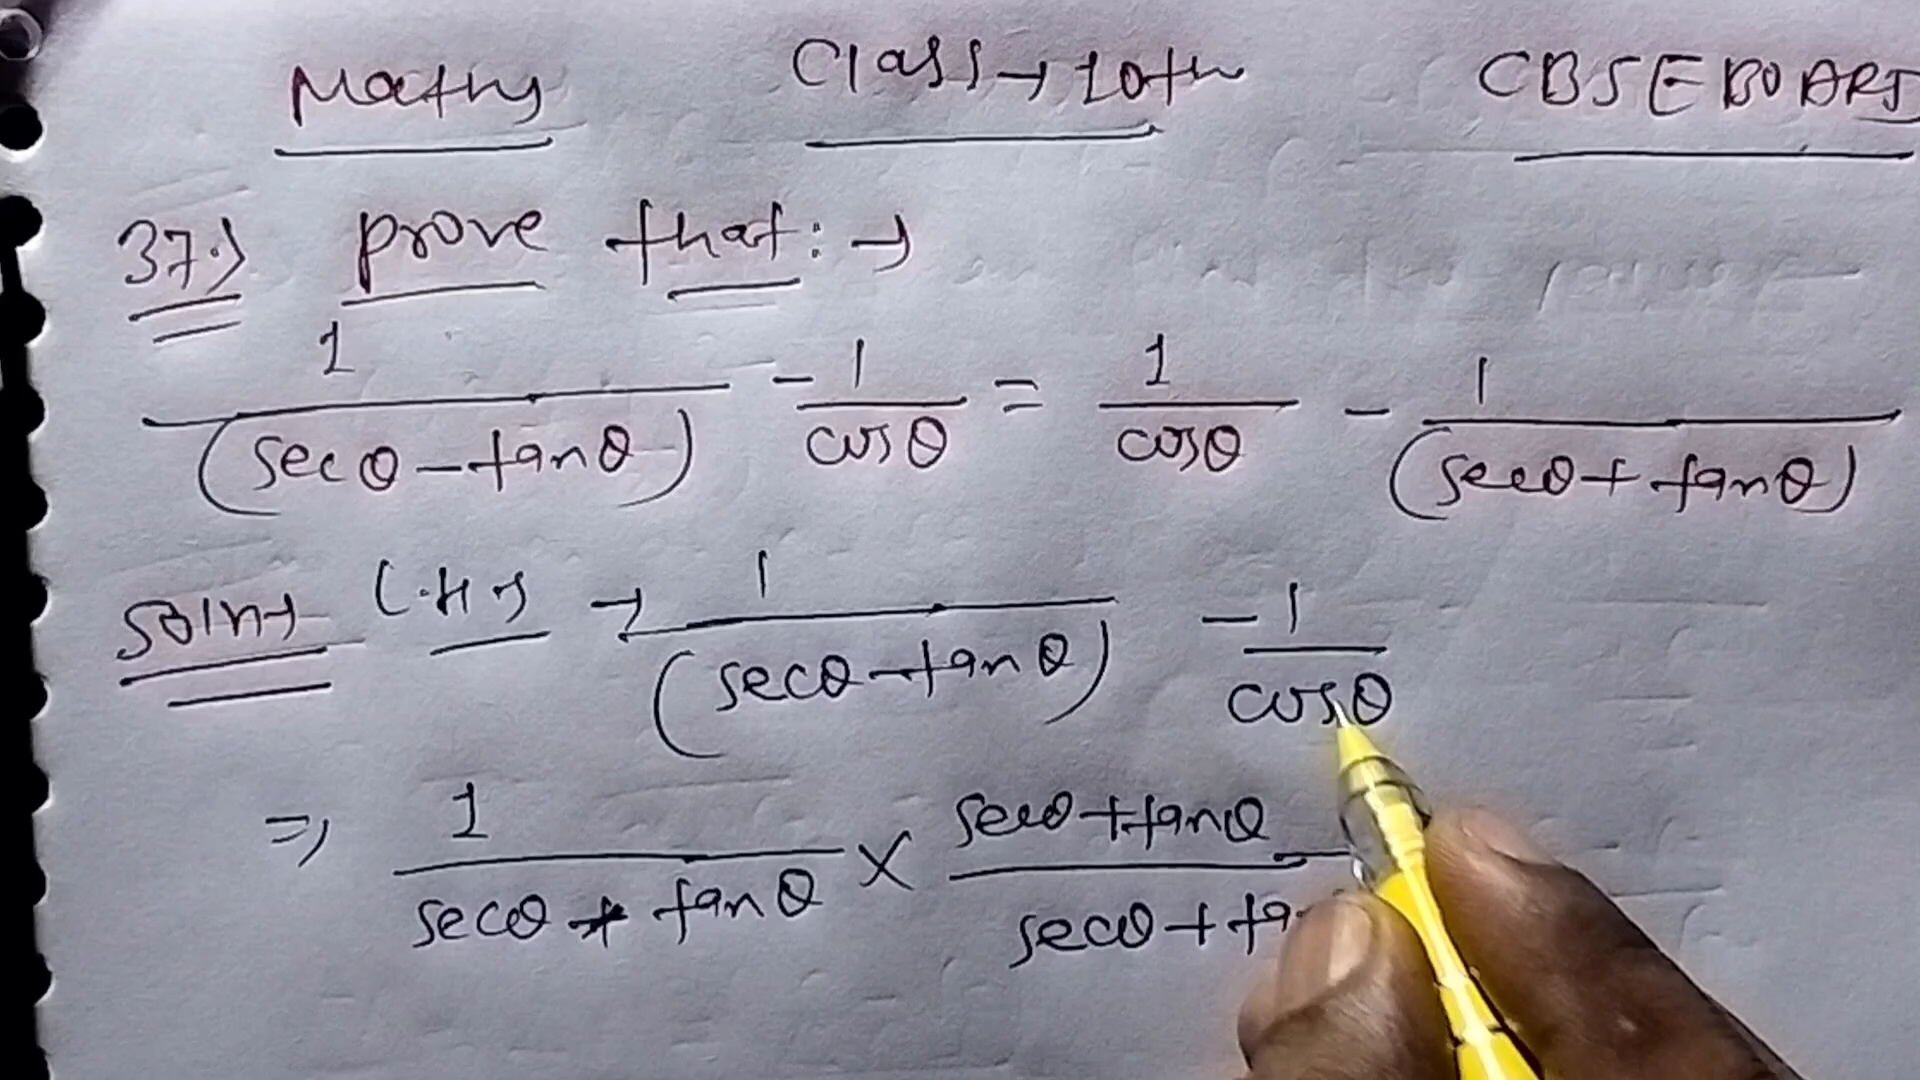 Maths Class → 10th CBSE BOARD
37.) prove that: →
1/(secθ - tanθ) - 1/cosθ = 1/cosθ - 1/(secθ + tanθ)
Soln → L.H.S → 1/(secθ - tanθ) - 1/cosθ
⇒ 1/secθ + tanθ × secθ + tanθ/secθ + ta -